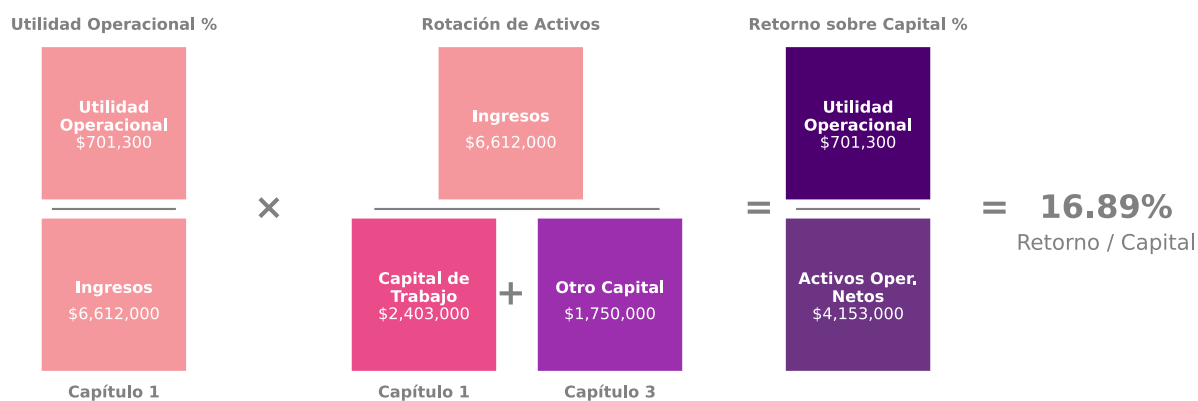 Utilidad Operacional %
Rotación de Activos
Retorno sobre Capital %
Utilidad
Operacional
$701,300
Ingresos
$6,612,000
Utilidad
Operacional
$701,300
×
=
= 16.89%
Retorno / Capital
Ingresos
$6,612,000
Capital de
Trabajo
$2,403,000
+
Otro Capital
$1,750,000
Activos Oper.
Netos
$4,153,000
Capítulo 1
Capítulo 1
Capítulo 3